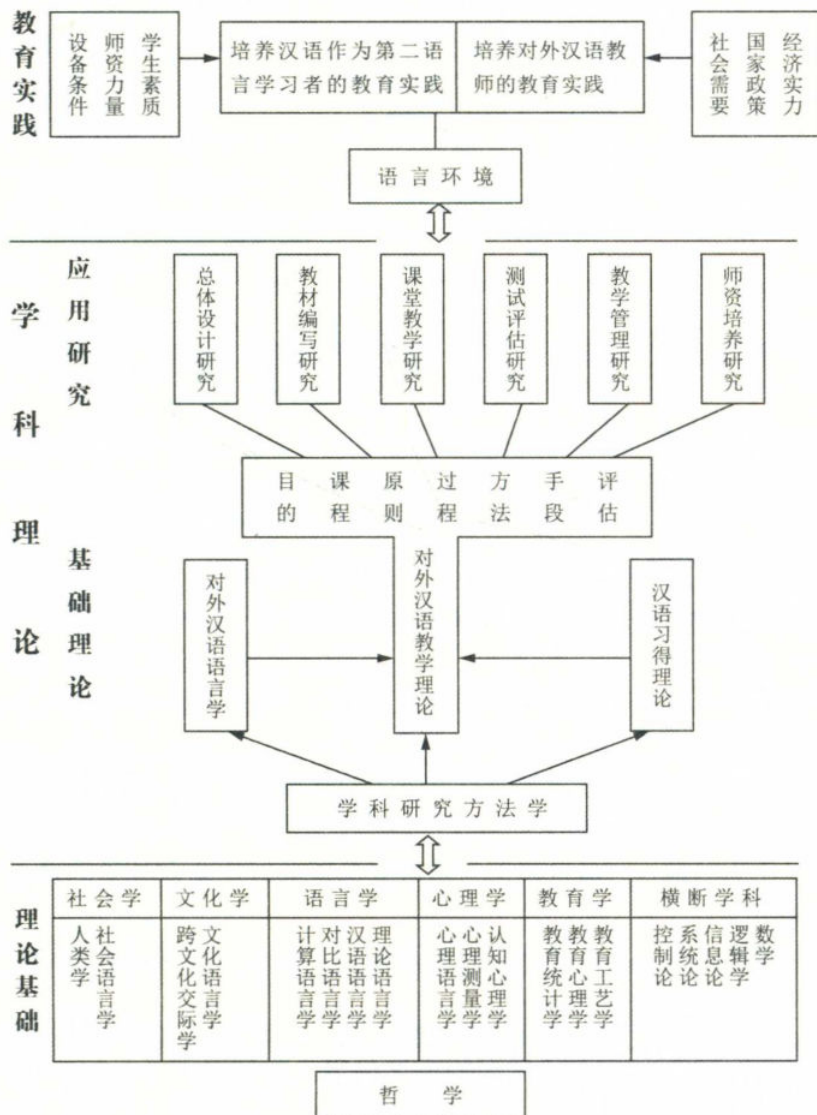 教育实践
学生素质
师资力量
设备条件
培养汉语作为第二语
言学习者的教育实践
培养对外汉语教
师的教育实践
经济实力
国家政策
社会需要
语言环境
学科理论
应用研究
总体设计研究
教材编写研究
课堂教学研究
测试评估研究
教学管理研究
师资培养研究
目的
课程
原则
过程
方法
手段
评估
基础理论
对外汉语语言学
对外汉语教学理论
汉语习得理论
学科研究方法学
理论基础
社会学
社会语言学
人类学
文化学
文化语言学
跨文化交际学
语言学
理论语言学
汉语语言学
对比语言学
计算语言学
心理学
认知心理学
心理测量学
心理语言学
教育学
教育工艺学
教育心理学
教育统计学
横断学科
数学
逻辑学
信息论
系统论
控制论
哲学